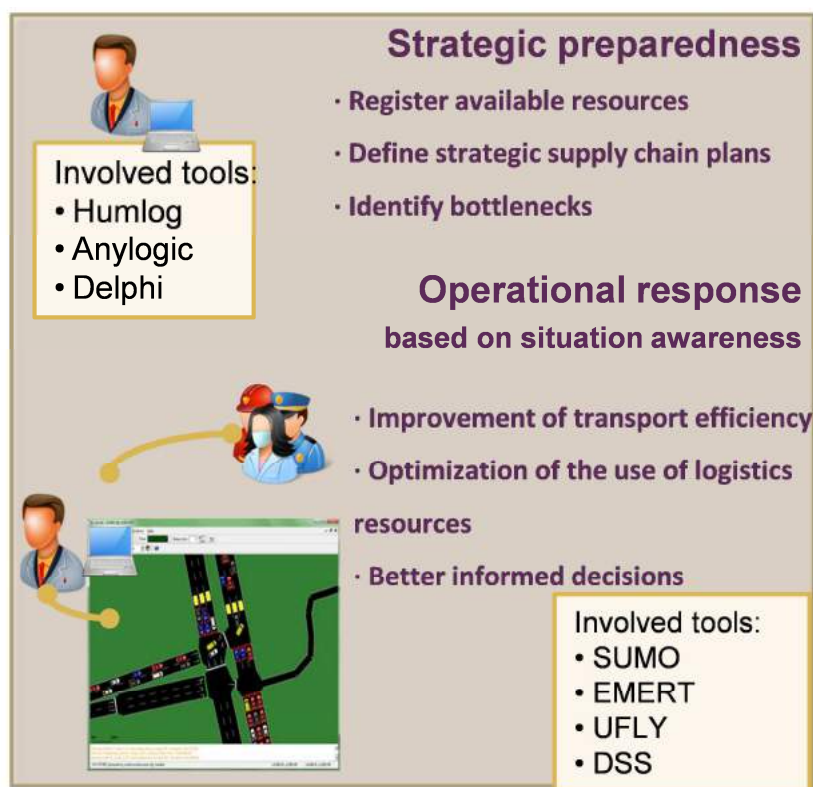 Strategic preparedness
· Register available resources
· Define strategic supply chain plans
· Identify bottlenecks
Involved tools:
• Humlog
• Anylogic
• Delphi
Operational response
based on situation awareness
· Improvement of transport efficiency
· Optimization of the use of logistics
resources
· Better informed decisions
Involved tools:
• SUMO
• EMERT
• UFLY
• DSS